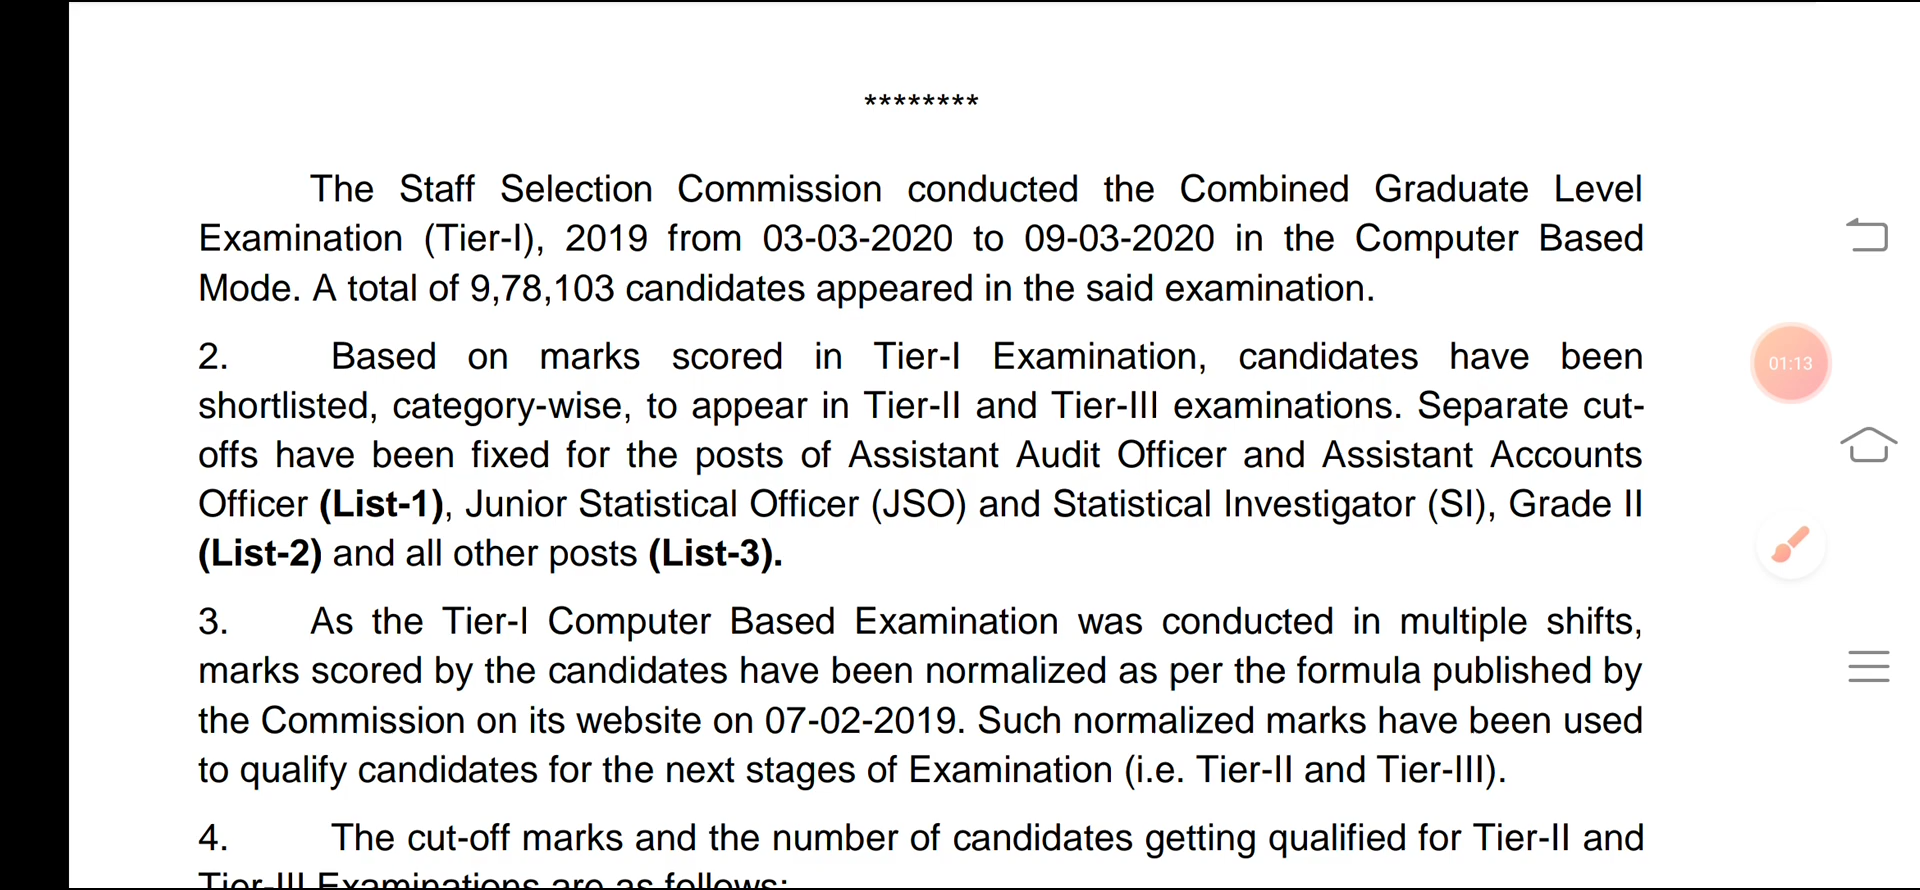 ********
The Staff Selection Commission conducted the Combined Graduate Level
Examination (Tier-I), 2019 from 03-03-2020 to 09-03-2020 in the Computer Based
Mode. A total of 9,78,103 candidates appeared in the said examination.
2. Based on marks scored in Tier-I Examination, candidates have been
shortlisted, category-wise, to appear in Tier-II and Tier-III examinations. Separate cut-
offs have been fixed for the posts of Assistant Audit Officer and Assistant Accounts
Officer (List-1), Junior Statistical Officer (JSO) and Statistical Investigator (SI), Grade II
(List-2) and all other posts (List-3).
3. As the Tier-I Computer Based Examination was conducted in multiple shifts,
marks scored by the candidates have been normalized as per the formula published by
the Commission on its website on 07-02-2019. Such normalized marks have been used
to qualify candidates for the next stages of Examination (i.e. Tier-II and Tier-III).
4. The cut-off marks and the number of candidates getting qualified for Tier-II and
Tier-III Examinations are as follows:
01:13